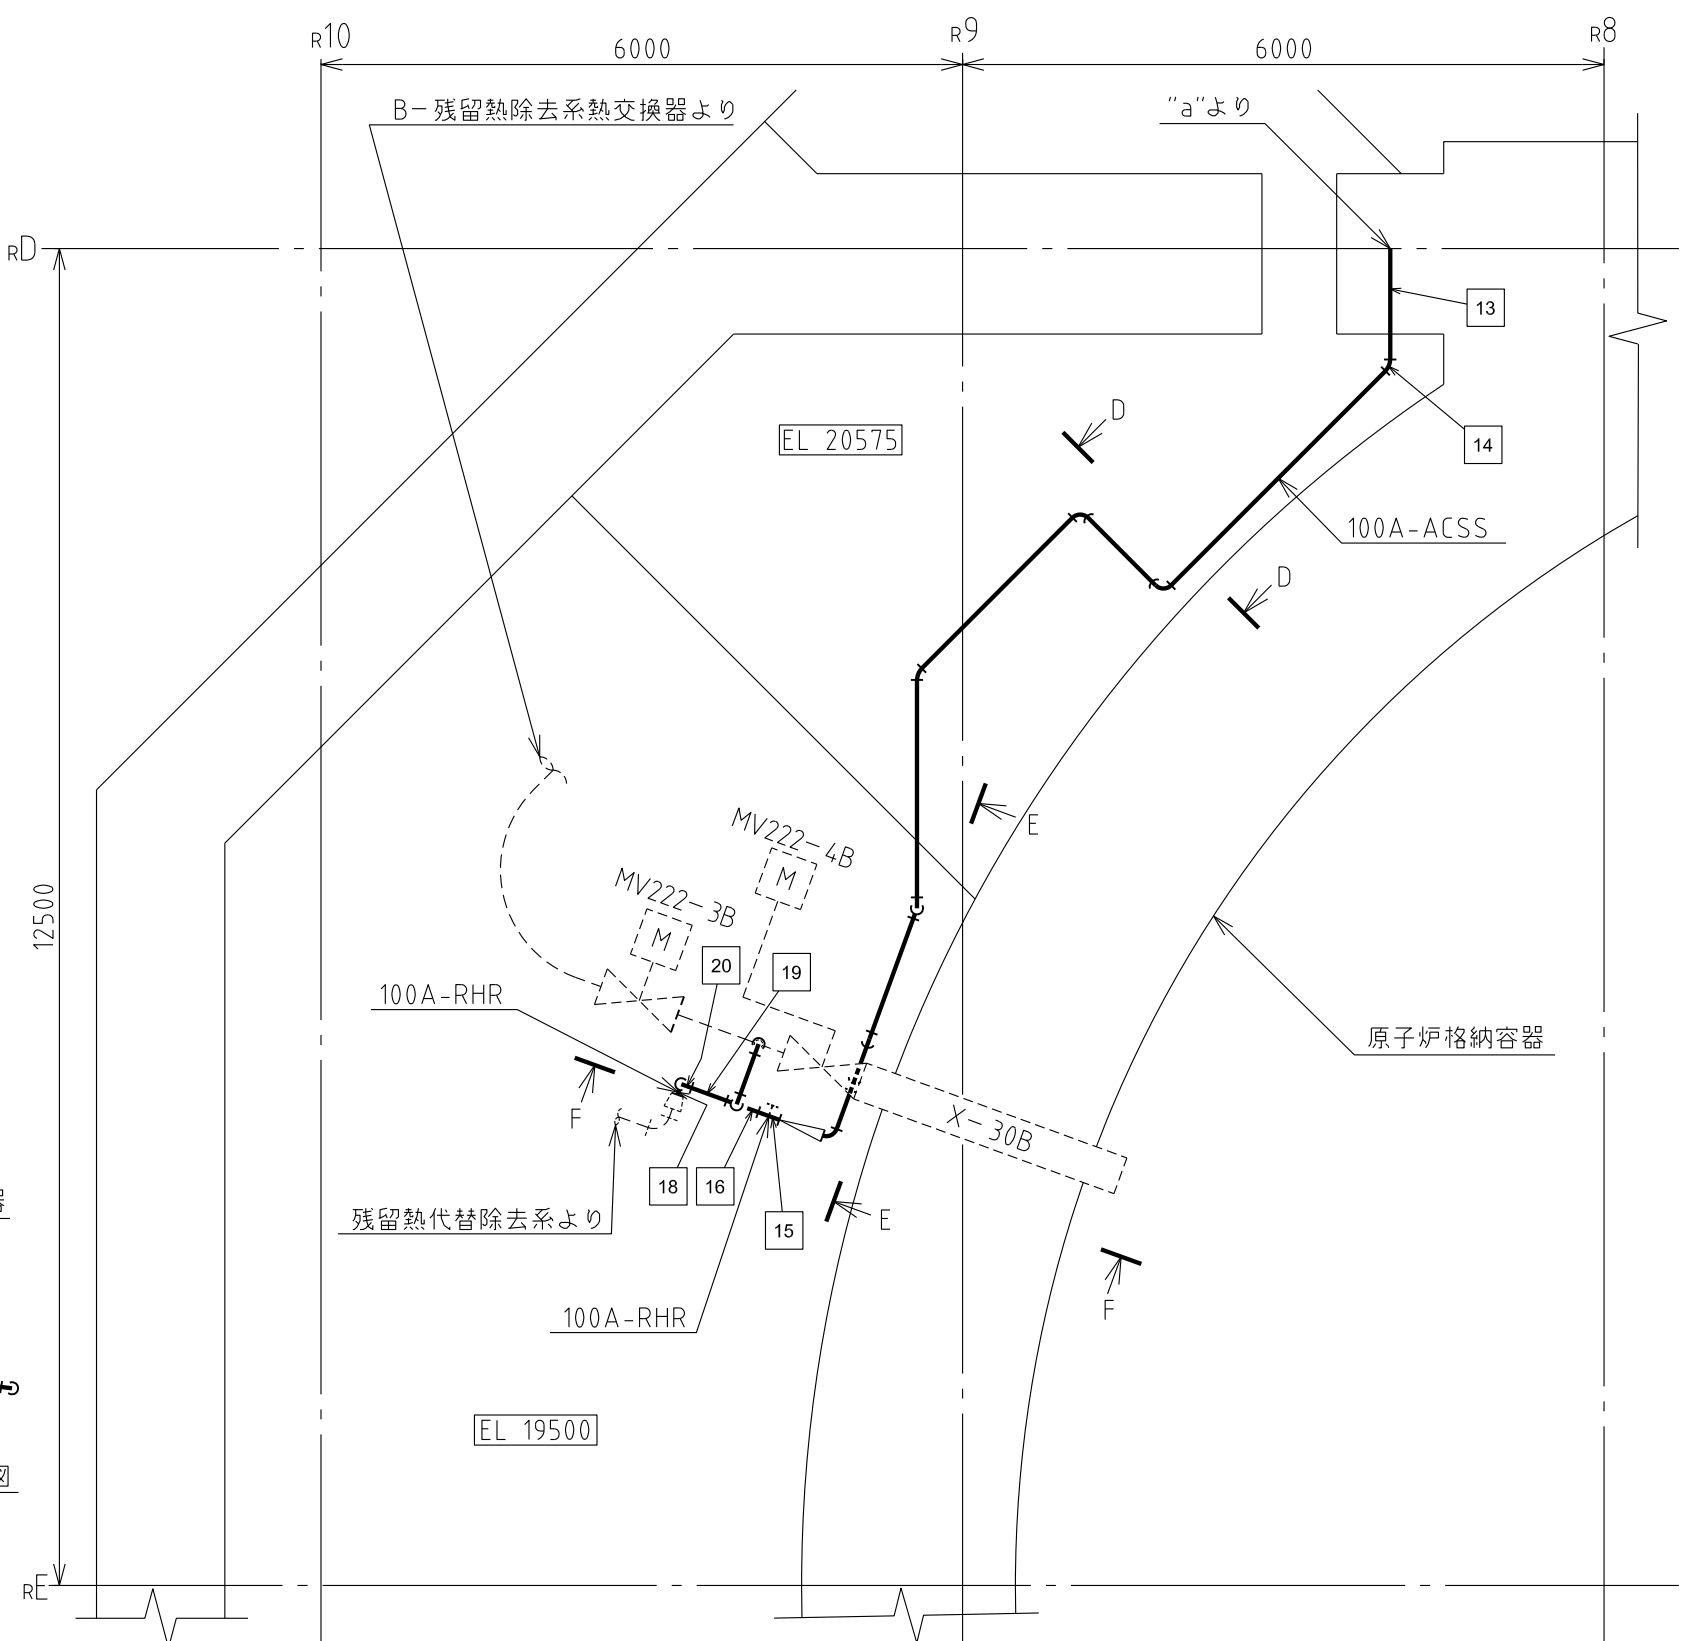 R10
R9
R8
6000
6000
B-残留熱除去系熱交換器より
"a"より
RD
13
D
EL 20575
14
100A-ACSS
D
MV222-4B
E
M
MV222-3B
M
12500
20
19
100A-RHR
原子炉格納容器
F
X-30B
18
16
残留熱代替除去系より
15
E
F
100A-RHR
EL 19500
RE